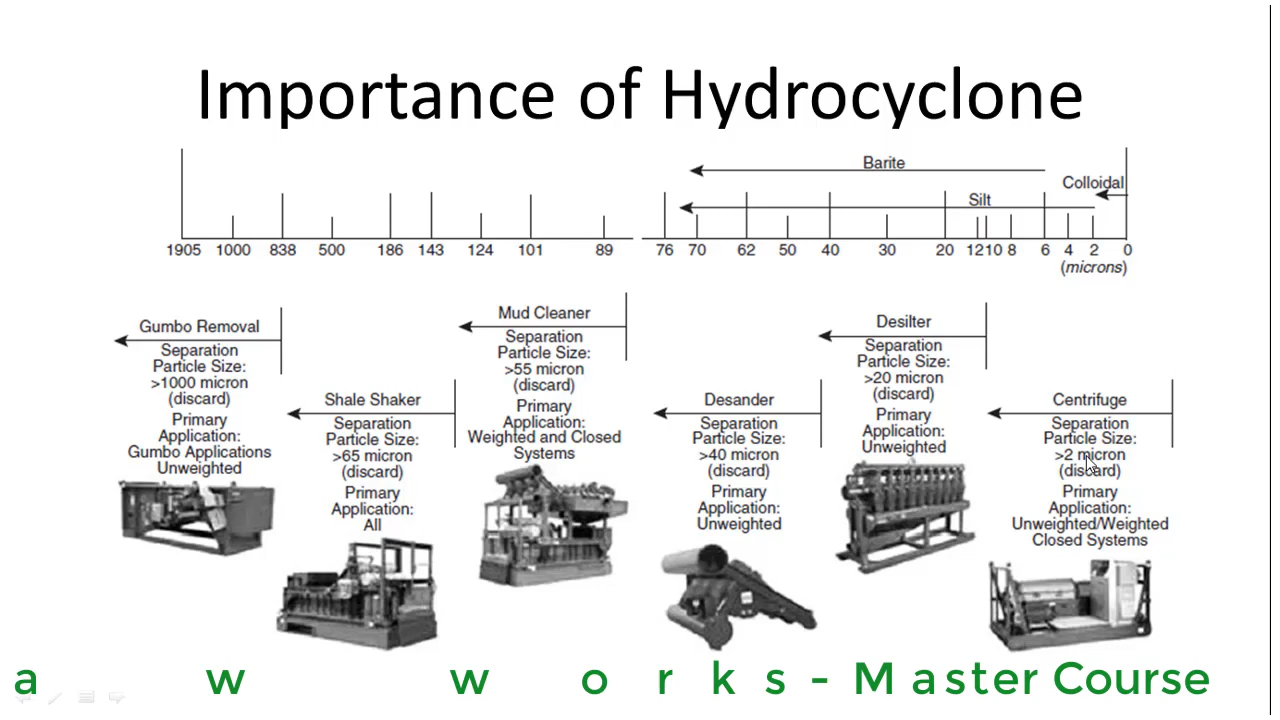 Importance of Hydrocyclone
Barite
Colloidal
Silt
1905 1000 838 500 186 143 124 101 89 76 70 62 50 40 30 20 12 10 8 6 4 2 0
(microns)
Gumbo Removal
Separation
Particle Size:
>1000 micron
(discard)
Primary
Application:
Gumbo Applications
Unweighted
Shale Shaker
Separation
Particle Size:
>65 micron
(discard)
Primary
Application:
All
Mud Cleaner
Separation
Particle Size:
>55 micron
(discard)
Primary
Application:
Weighted and Closed
Systems
Desander
Separation
Particle Size:
>40 micron
(discard)
Primary
Application:
Unweighted
Desilter
Separation
Particle Size:
>20 micron
(discard)
Primary
Application:
Unweighted
Centrifuge
Separation
Particle Size:
>2 micron
(discard)
Primary
Application:
Unweighted/Weighted
Closed Systems
a w w o r k s - Master Course